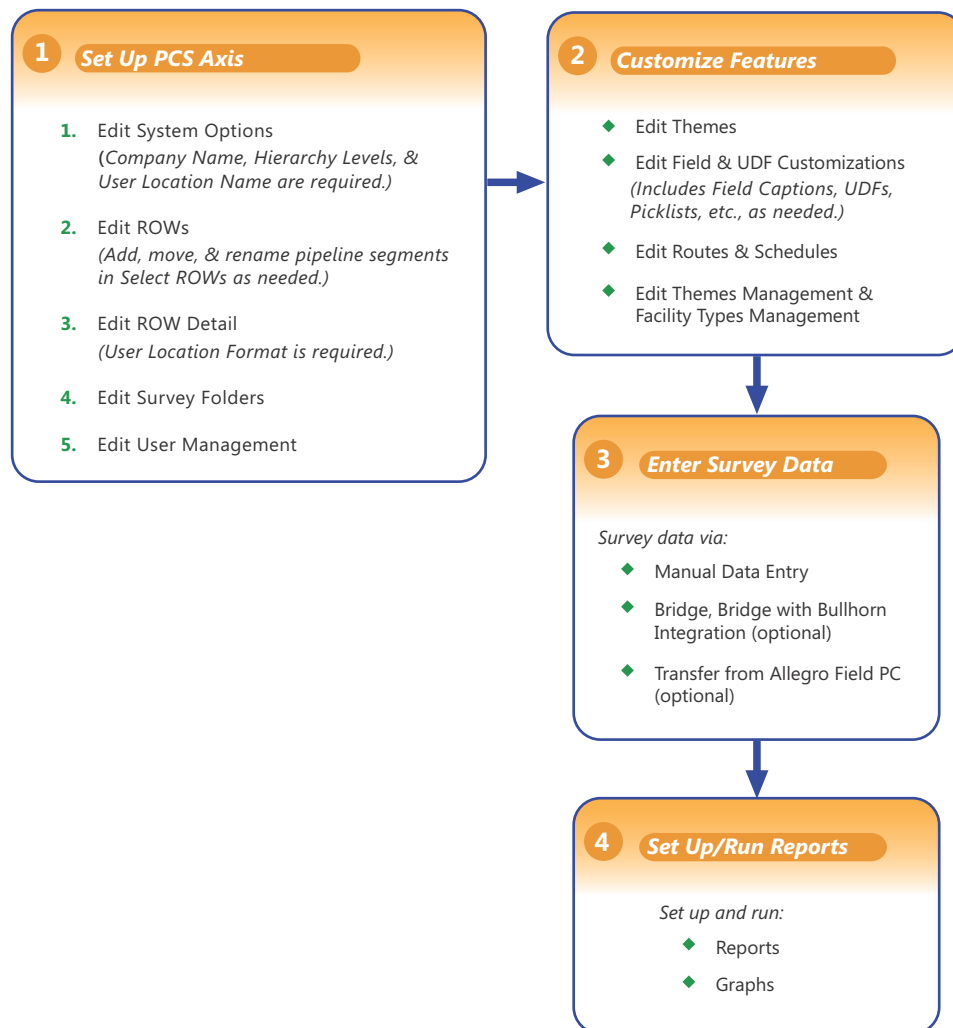 1 Set Up PCS Axis
1. Edit System Options
(Company Name, Hierarchy Levels, &
User Location Name are required.)
2. Edit ROWs
(Add, move, & rename pipeline segments
in Select ROWs as needed.)
3. Edit ROW Detail
(User Location Format is required.)
4. Edit Survey Folders
5. Edit User Management
2 Customize Features
Edit Themes
Edit Field & UDF Customizations
(Includes Field Captions, UDFs,
Picklists, etc., as needed.)
Edit Routes & Schedules
Edit Themes Management &
Facility Types Management
3 Enter Survey Data
Survey data via:
Manual Data Entry
Bridge, Bridge with Bullhorn
Integration (optional)
Transfer from Allegro Field PC
(optional)
4 Set Up/Run Reports
Set up and run:
Reports
Graphs